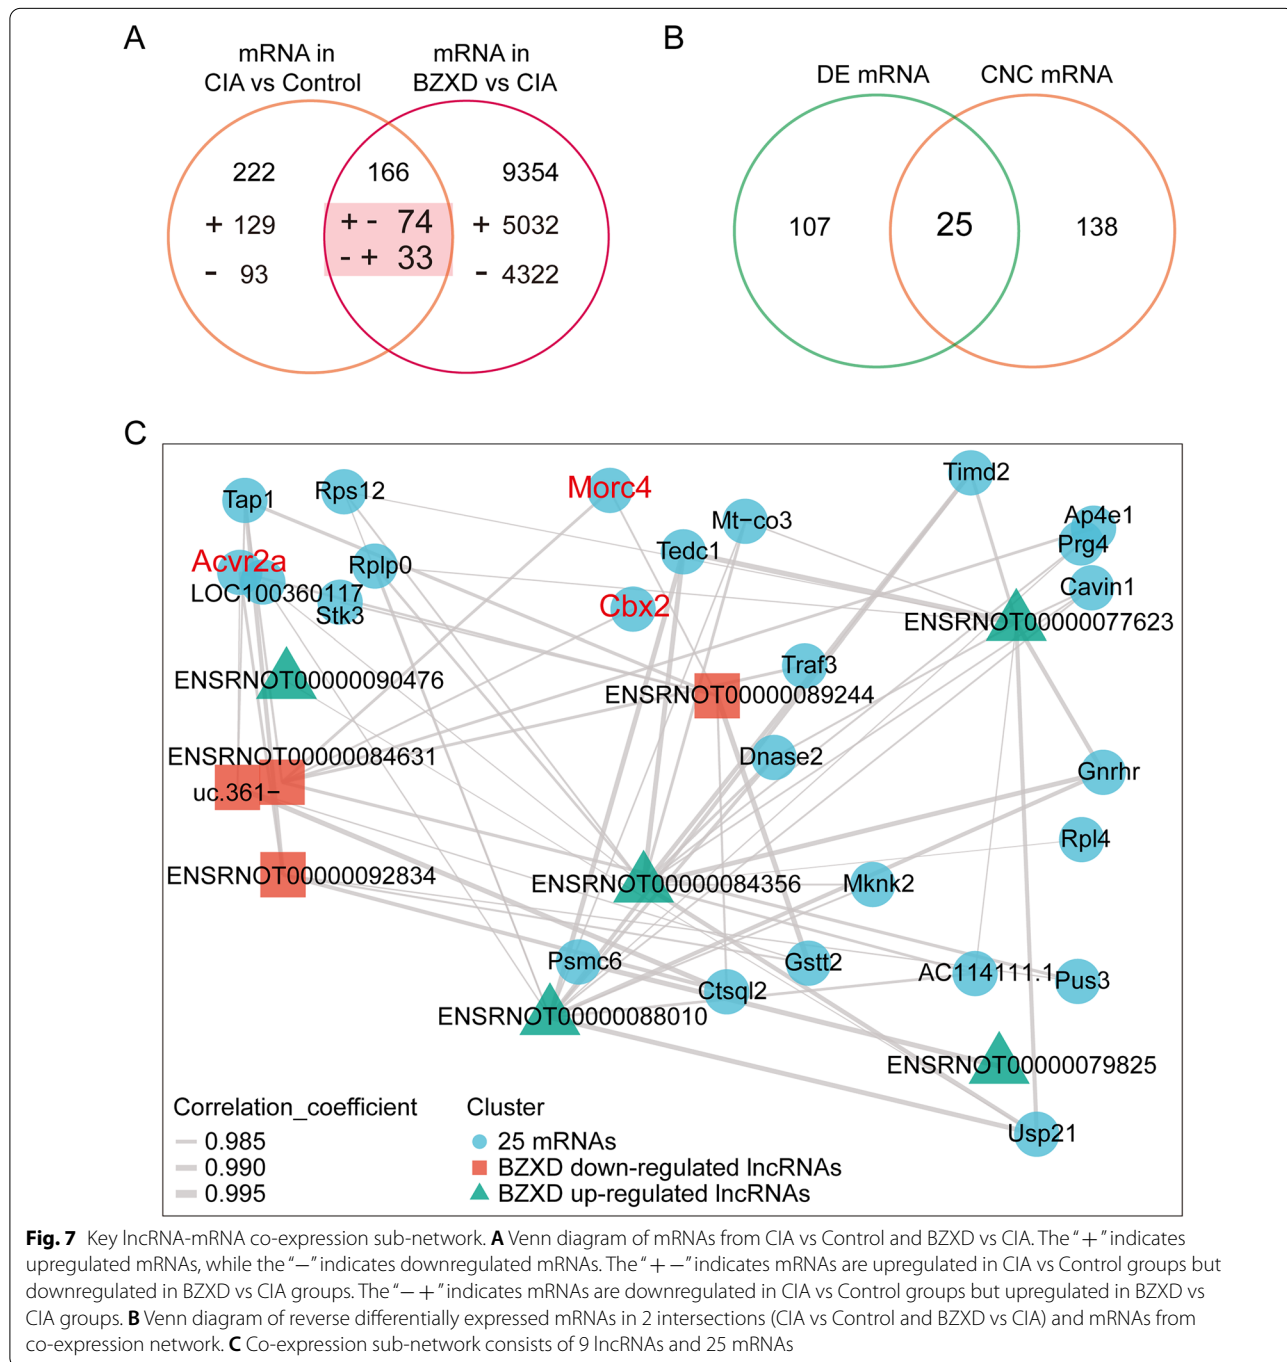 A
mRNA in
CIA vs Control
mRNA in
BZXD vs CIA
222
166
9354
+ 129
+ - 74
+ 5032
- 93
- + 33
- 4322
B
DE mRNA
CNC mRNA
107
25
138
C
Tap1
Rps12
Morc4
Timd2
Mt−co3
Ap4e1
Tedc1
Prg4
Acvr2a
Rplp0
LOC100360117
Stk3
Cbx2
Cavin1
ENSRNOT00000077623
Traf3
ENSRNOT00000090476
ENSRNOT00000089244
ENSRNOT00000084631
Dnase2
Gnrhr
uc.361−
Rpl4
ENSRNOT00000092834
ENSRNOT00000084356
Mknk2
Psmc6
Gstt2
AC114111.1
Pus3
Ctsql2
ENSRNOT00000088010
ENSRNOT00000079825
Usp21
Correlation_coefficient
0.985
0.990
0.995
Cluster
25 mRNAs
BZXD down-regulated lncRNAs
BZXD up-regulated lncRNAs
Fig. 7 Key lncRNA-mRNA co-expression sub-network. A Venn diagram of mRNAs from CIA vs Control and BZXD vs CIA. The “+” indicates
upregulated mRNAs, while the “−” indicates downregulated mRNAs. The “+−” indicates mRNAs are upregulated in CIA vs Control groups but
downregulated in BZXD vs CIA groups. The “−+” indicates mRNAs are downregulated in CIA vs Control groups but upregulated in BZXD vs
CIA groups. B Venn diagram of reverse differentially expressed mRNAs in 2 intersections (CIA vs Control and BZXD vs CIA) and mRNAs from
co-expression network. C Co-expression sub-network consists of 9 lncRNAs and 25 mRNAs